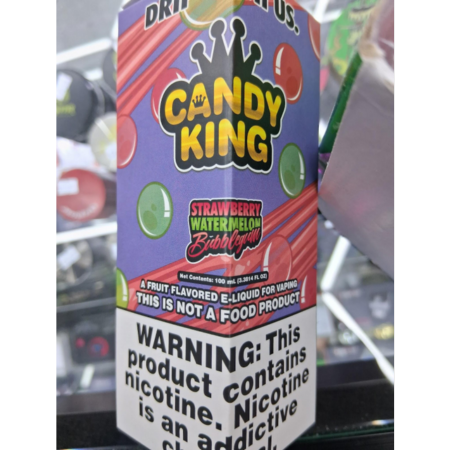 US.
CANDY
KING
STRAWBERRY
WATERMELON
Bubblegum
Net Contents: 100 mL (3.3814 FL OZ)
A FRUIT FLAVORED E-LIQUID FOR VAPING
THIS IS NOT A FOOD PRODUCT
WARNING: This
product contains
nicotine. Nicotine
is an addictive